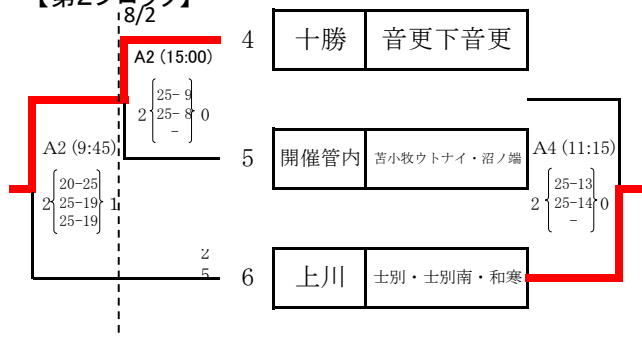 【第2ブロック】
8/2
4 十勝 音更下音更
A2 (15:00)
25- 9
2 25- 8 0
-
A2 (9:45)
20-25
2 25-19 1
25-19
5 開催管内 苫小牧ウトナイ・沼ノ端
A4 (11:15)
25-13
2 25-14 0
-
2
5
6 上川 士別・士別南・和寒